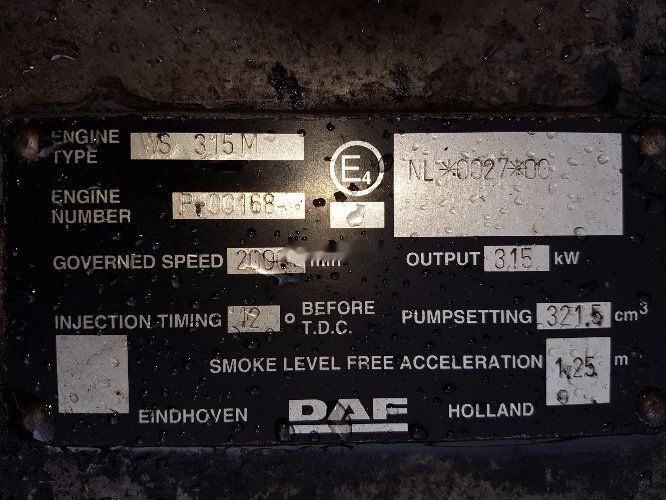 ENGINE TYPE WS 315M E4 NL*0027*00
ENGINE NUMBER
GOVERNED SPEED OUTPUT 315 kW
INJECTION TIMING 12 o BEFORE T.D.C. PUMPSETTING 321.5 cm3
SMOKE LEVEL FREE ACCELERATION 1.25 m
EINDHOVEN DAF HOLLAND